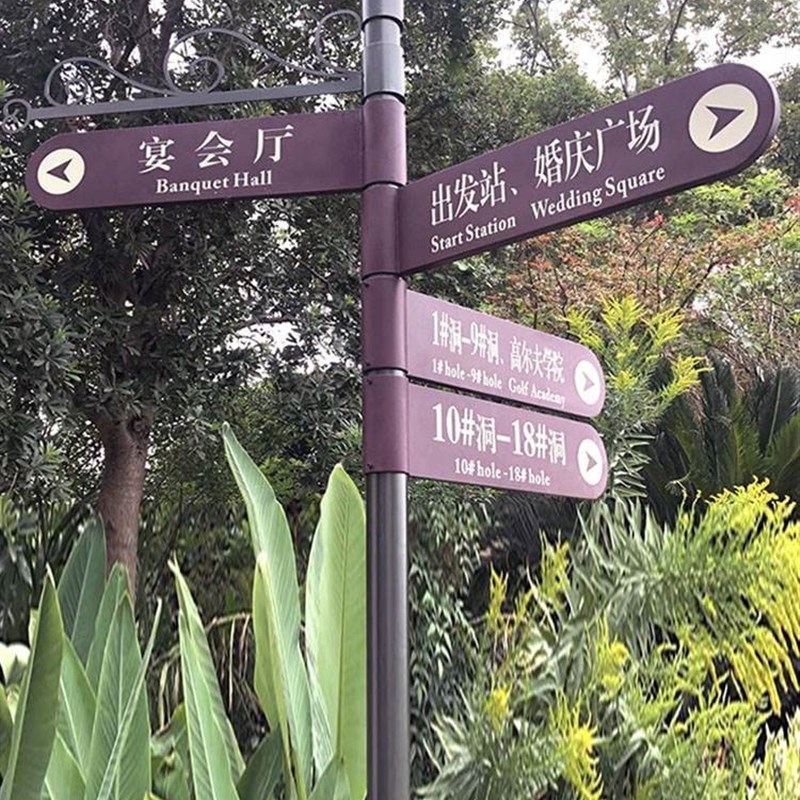 宴会厅
Banquet Hall
出发站、婚庆广场
Start Station Wedding Square
1#洞-9#洞、高尔夫学院
1# hole -9# hole Golf Academy
10#洞-18#洞
10# hole -18# hole